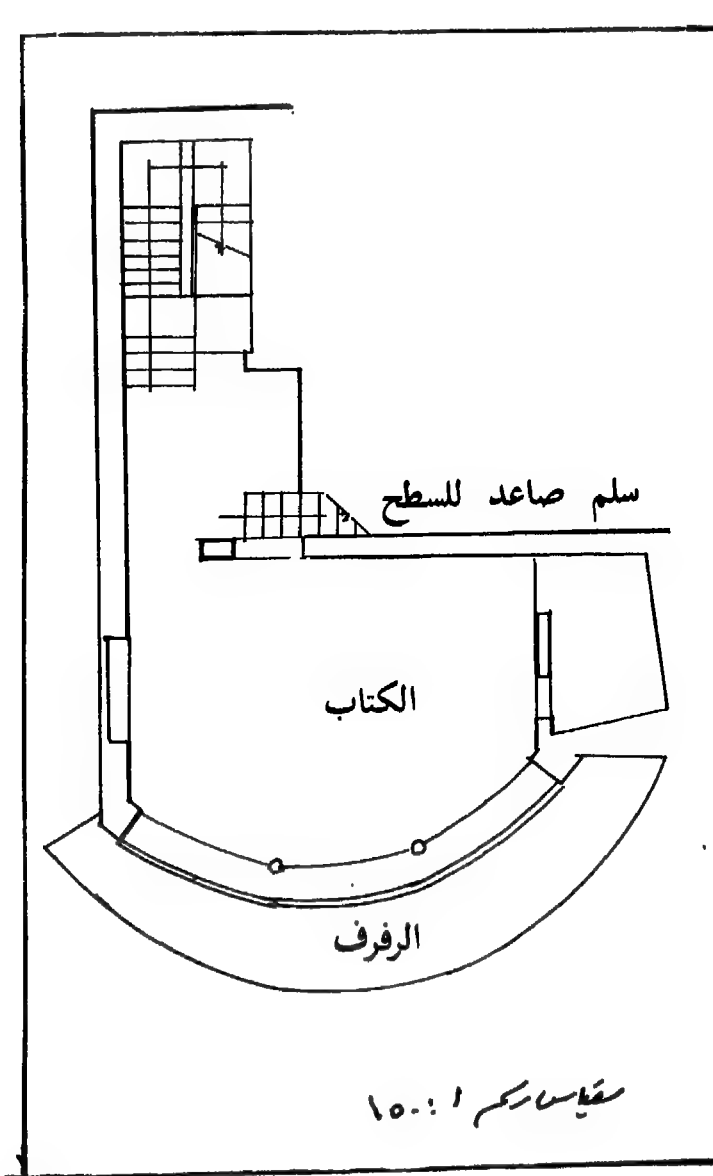 سلم صاعد للسطح
الكتاب
الرفرف
مقياس رسم ١ : ١٥٠